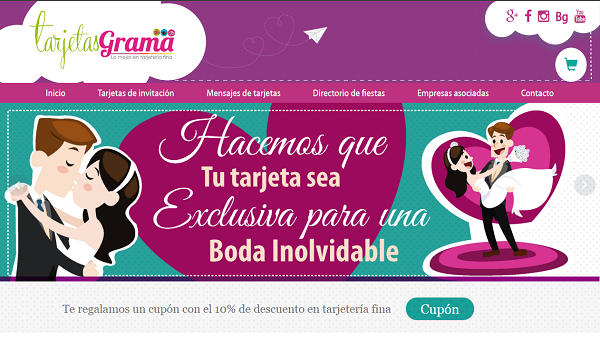 tarjetasGrama
Lo mejor en tarjetería fina
Bg
You
Tube
Inicio
Tarjetas de invitación
Mensajes de tarjetas
Directorio de fiestas
Empresas asociadas
Contacto
Hacemos que
Tu tarjeta sea
Exclusiva para una
Boda Inolvidable
Te regalamos un cupón con el 10% de descuento en tarjetería fina
Cupón